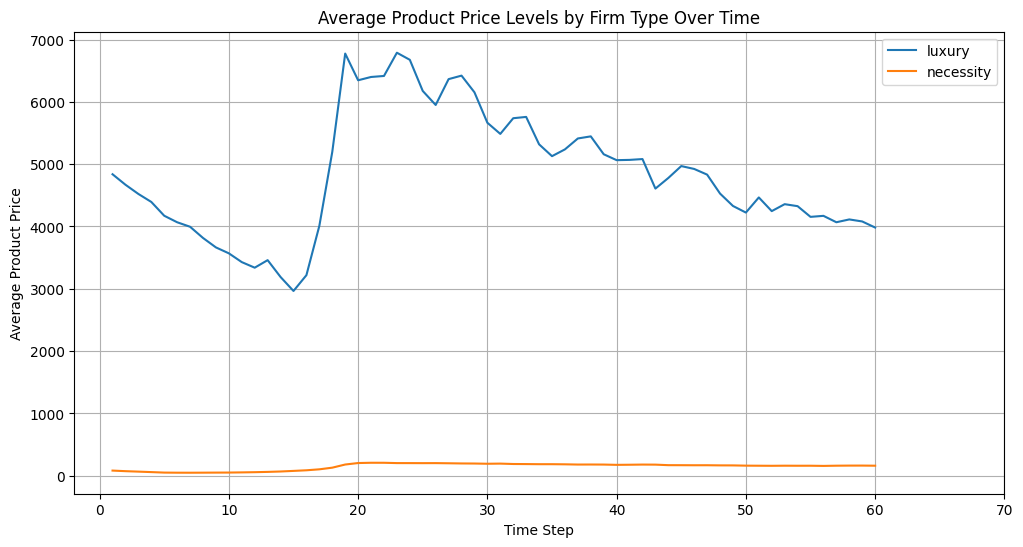 Average Product Price Levels by Firm Type Over Time
luxury
necessity
Average Product Price
7000
6000
5000
4000
3000
2000
1000
0
0 10 20 30 40 50 60 70
Time Step